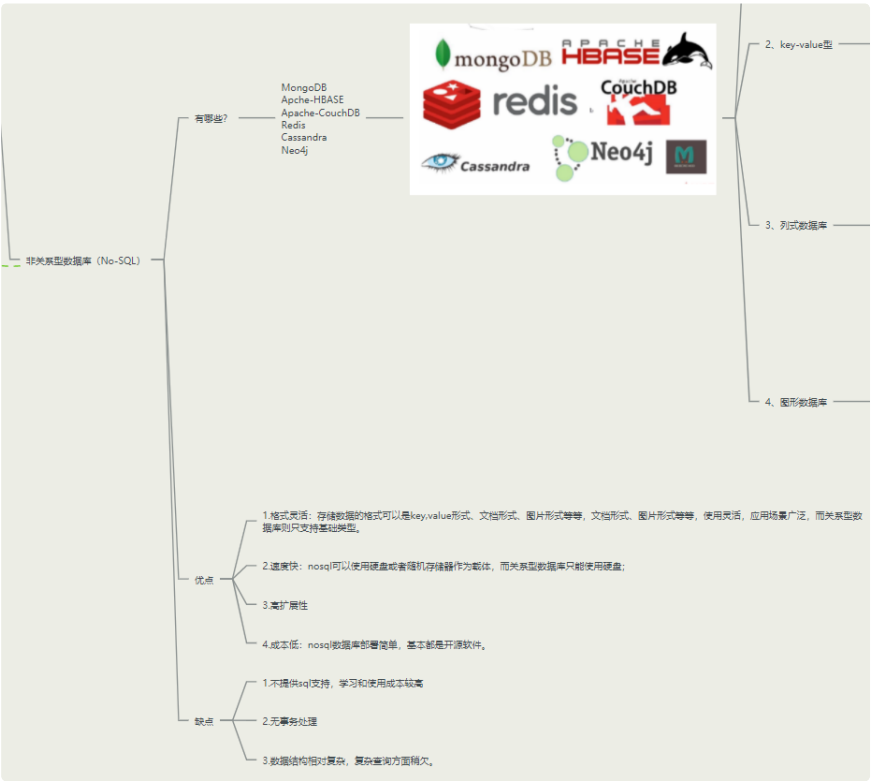 非关系型数据库（No-SQL）
有哪些？
MongoDB
Apche-HBASE
Apache-CouchDB
Redis
Cassandra
Neo4j
mongoDB
APACHE
HBASE
redis
Apache
CouchDB
Cassandra
Neo4j
2、key-value型
3、列式数据库
4、图形数据库
优点
1.格式灵活：存储数据的格式可以是key,value形式、文档形式、图片形式等等，文档形式、图片形式等等，使用灵活，应用场景广泛，而关系型数
据库则只支持基础类型。
2.速度快：nosql可以使用硬盘或者随机存储器作为载体，而关系型数据库只能使用硬盘；
3.高扩展性
4.成本低：nosql数据库部署简单，基本都是开源软件。
缺点
1.不提供sql支持，学习和使用成本较高
2.无事务处理
3.数据结构相对复杂，复杂查询方面稍欠。